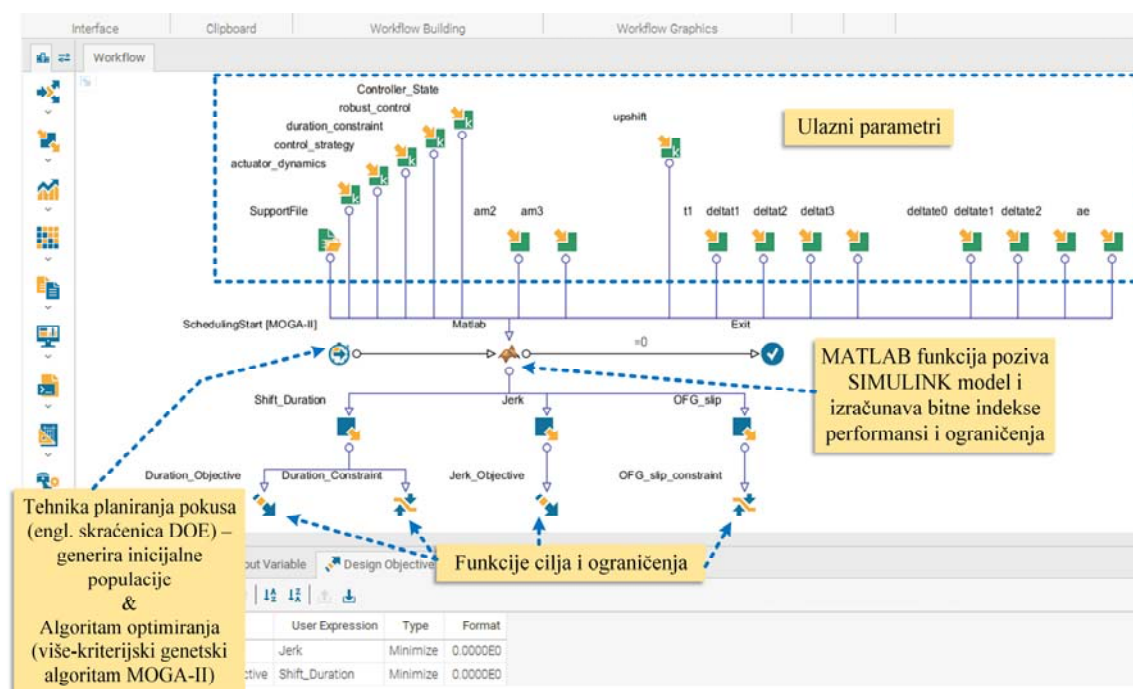 Interface Clipboard Workflow Building Workflow Graphics
Workflow
Controller_State
robust_control
duration_constraint
control_strategy
actuator_dynamics
upshift
Ulazni parametri
SupportFile am2 am3 t1 deltat1 deltat2 deltat3 deltate0 deltate1 deltate2 ae
SchedulingStart [MOGA-II] Matlab Exit
=0
MATLAB funkcija poziva
SIMULINK model i
izračunava bitne indekse
performansi i ograničenja
Shift_Duration Jerk OFG_slip
Duration_Objective Duration_Constraint Jerk_Objective OFG_slip_constraint
Tehnika planiranja pokusa
(engl. skraćenica DOE) –
generira inicijalne
populacije
&
Algoritam optimiranja
(više-kriterijski genetski
algoritam MOGA-II)
Funkcije cilja i ograničenja
Variable Design Objective
User Expression Type Format
Jerk Minimize 0.0000E0
Shift_Duration Minimize 0.0000E0